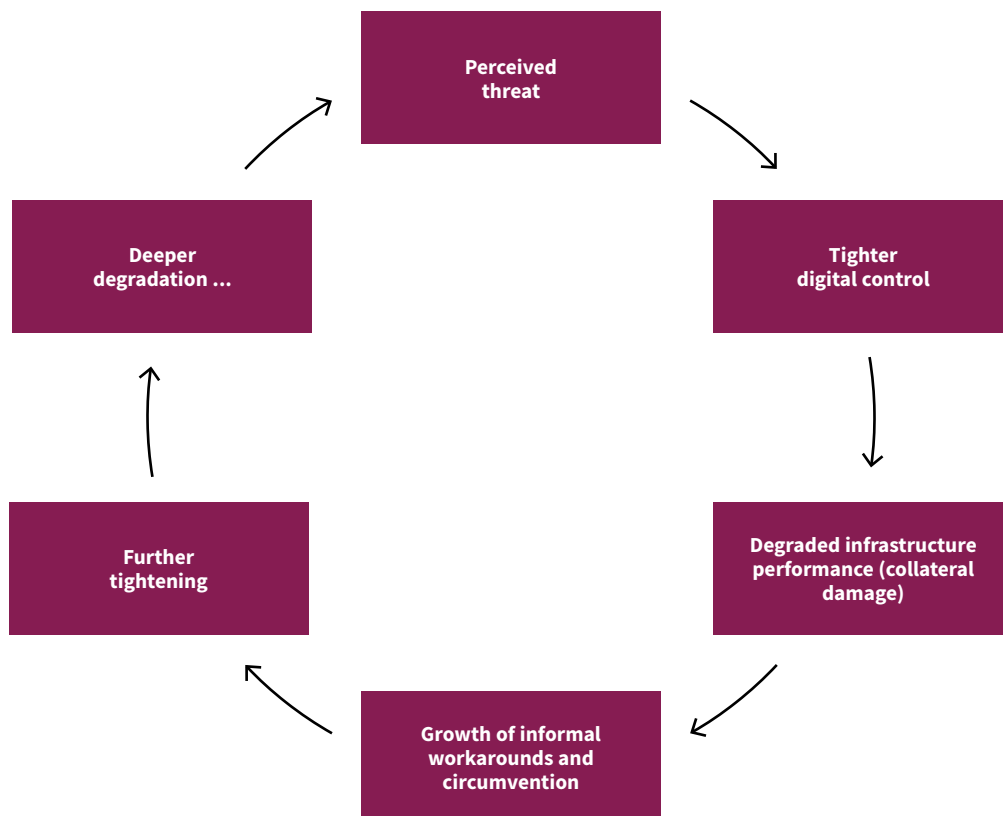 Perceived
threat
Tighter
digital control
Degraded infrastructure
performance (collateral
damage)
Growth of informal
workarounds and
circumvention
Further
tightening
Deeper
degradation ...